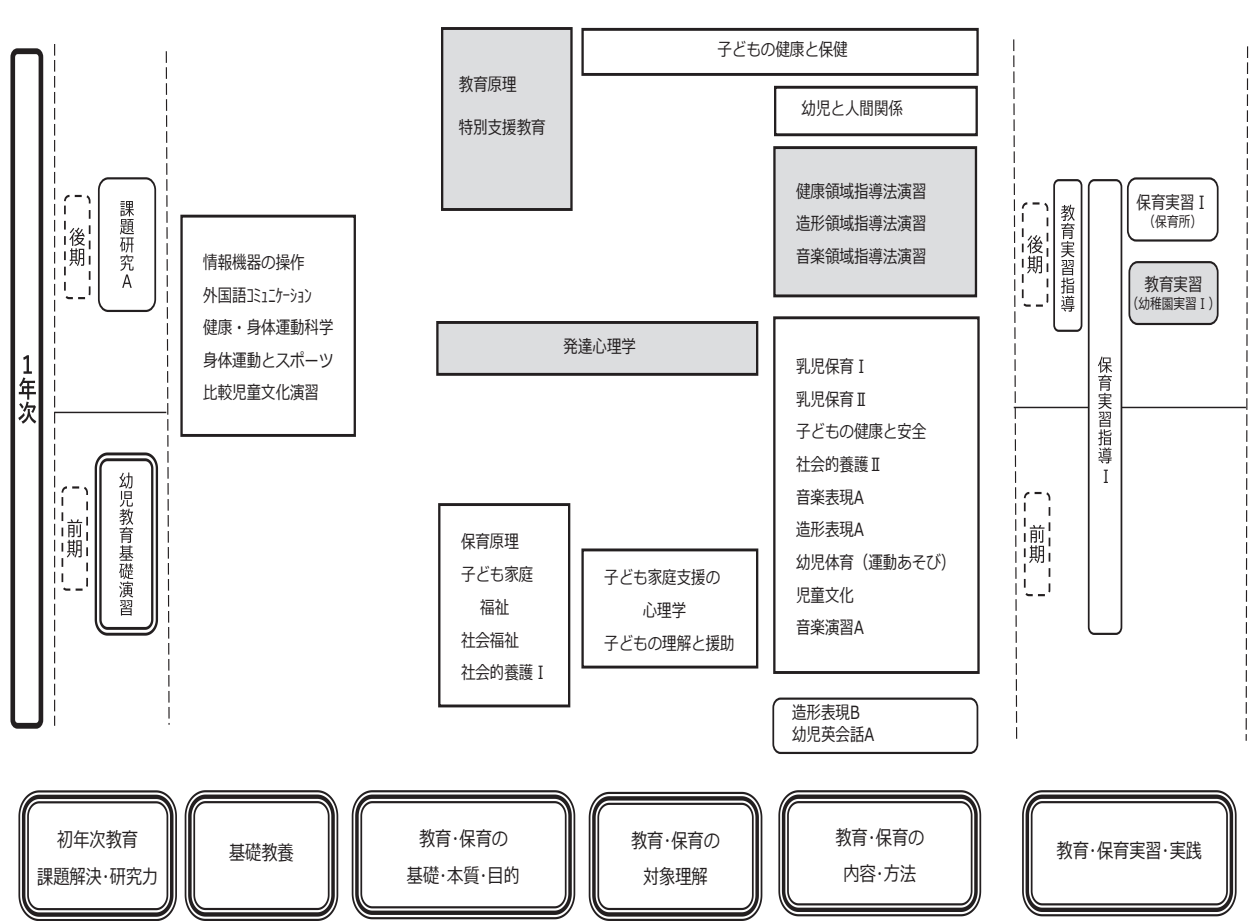 1年次
後期
課題研究A
前期
幼児教育基礎演習
情報機器の操作
外国語ｺﾐｭﾆｹｰｼｮﾝ
健康・身体運動科学
身体運動とスポーツ
比較児童文化演習
教育原理
特別支援教育
子どもの健康と保健
幼児と人間関係
健康領域指導法演習
造形領域指導法演習
音楽領域指導法演習
発達心理学
乳児保育Ⅰ
乳児保育Ⅱ
子どもの健康と安全
社会的養護Ⅱ
音楽表現A
造形表現A
幼児体育（運動あそび）
児童文化
音楽演習A
保育原理
子ども家庭
福祉
社会福祉
社会的養護Ⅰ
子ども家庭支援の
心理学
子どもの理解と援助
造形表現B
幼児英会話A
後期
教育実習指導
保育実習指導Ⅰ
保育実習Ⅰ
（保育所）
教育実習
（幼稚園実習Ⅰ）
前期
初年次教育
課題解決･研究力
基礎教養
教育･保育の
基礎･本質･目的
教育･保育の
対象理解
教育･保育の
内容･方法
教育･保育実習･実践